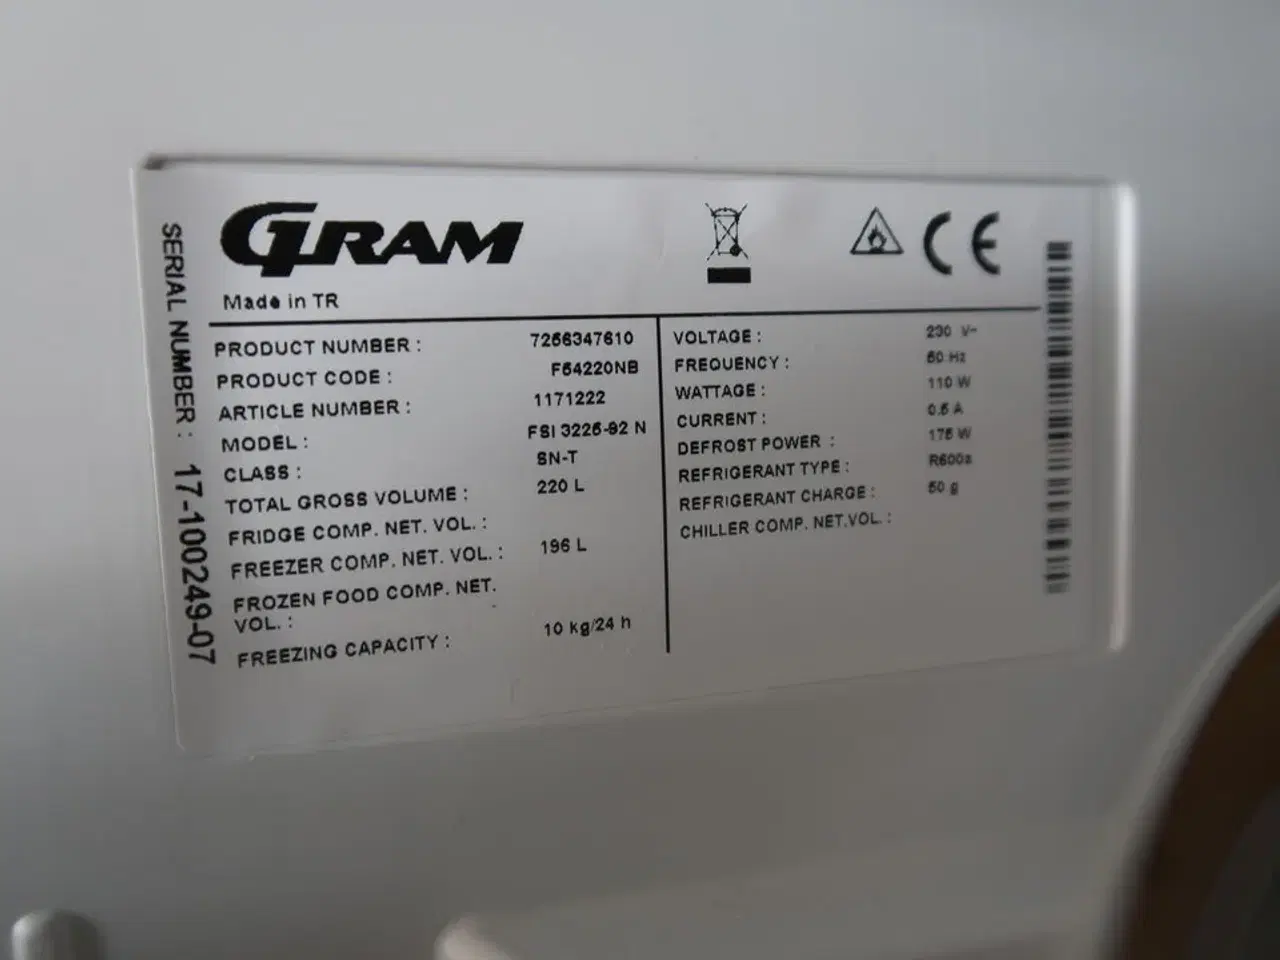 GRAM
Made in TR
SERIAL NUMBER : 17-100249-07
PRODUCT NUMBER : 7256347610
PRODUCT CODE : F54220NB
ARTICLE NUMBER : 1171222
MODEL : FSI 3225-92 N
CLASS : SN-T
TOTAL GROSS VOLUME : 220 L
FRIDGE COMP. NET. VOL. :
FREEZER COMP. NET. VOL. : 196 L
FROZEN FOOD COMP. NET.
VOL. :
FREEZING CAPACITY : 10 kg/24 h
VOLTAGE : 230 V~
FREQUENCY : 50 Hz
WATTAGE : 110 W
CURRENT : 0.5 A
DEFROST POWER : 175 W
REFRIGERANT TYPE : R600a
REFRIGERANT CHARGE : g
CHILLER COMP. NET.VOL. :
CE